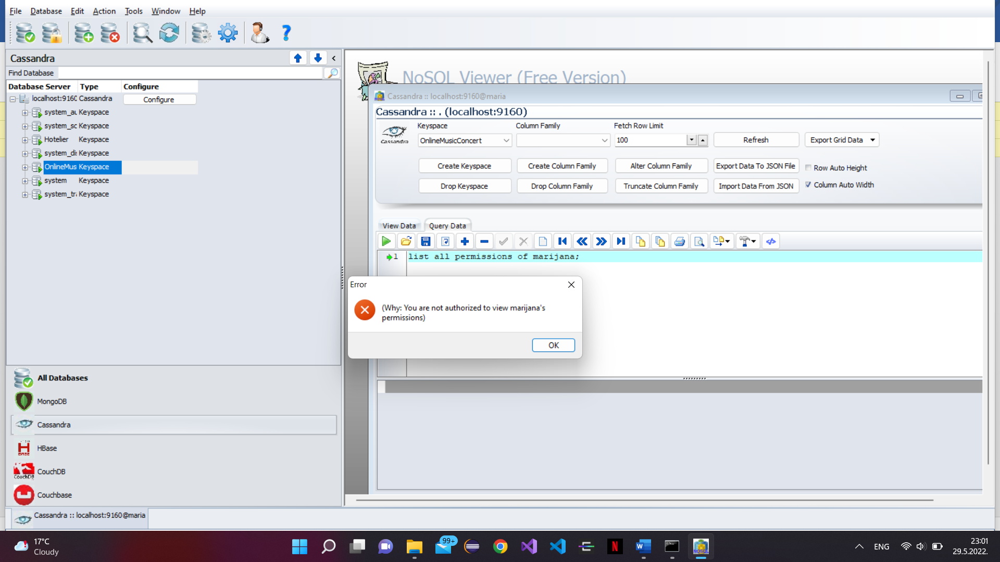 File Database Edit Action Tools Window Help
Cassandra
Find Database
Database Server Type Configure
localhost:9160 Cassandra Configure
system_au Keyspace
system_sc Keyspace
Hotelier Keyspace
system_di: Keyspace
OnlineMus Keyspace
system Keyspace
system_tra Keyspace
All Databases
MongoDB
Cassandra
HBase
CouchDB
Couchbase
NoSQL Viewer (Free Version)
Cassandra :: localhost:9160@maria
Cassandra :: . (localhost:9160)
Cassandra
Keyspace Column Family Fetch Row Limit
OnlineMusicConcert 100 Refresh Export Grid Data
Create Keyspace Create Column Family Alter Column Family Export Data To JSON File Row Auto Height
Drop Keyspace Drop Column Family Truncate Column Family Import Data From JSON Column Auto Width
View Data Query Data
1 list all permissions of marijana;
Error
(Why: You are not authorized to view marijana's
permissions)
OK
Cassandra :: localhost:9160@maria
17°C
Cloudy
99+
ENG
23:01
29.5.2022.